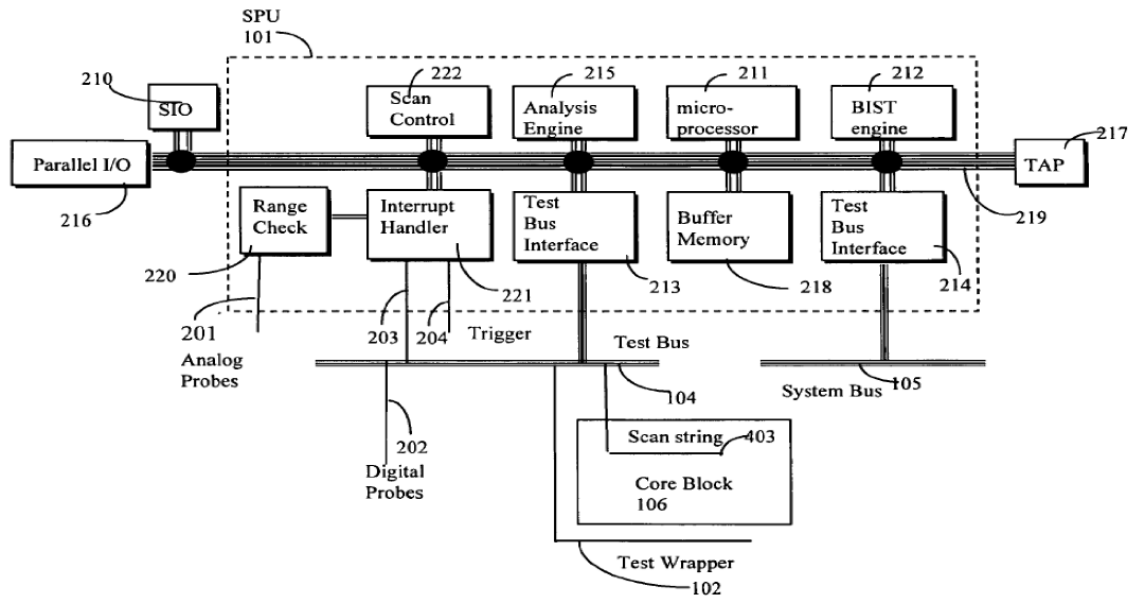 SPU
101
210
SIO
222
Scan
Control
215
Analysis
Engine
211
micro-
processor
212
BIST
engine
217
TAP
Parallel I/O
216
Range
Check
220
Interrupt
Handler
221
Test
Bus
Interface
213
Buffer
Memory
218
Test
Bus
Interface
214
219
201
Analog
Probes
203
204
Trigger
Test Bus
104
System Bus
105
202
Digital
Probes
Scan string
403
Core Block
106
Test Wrapper
102